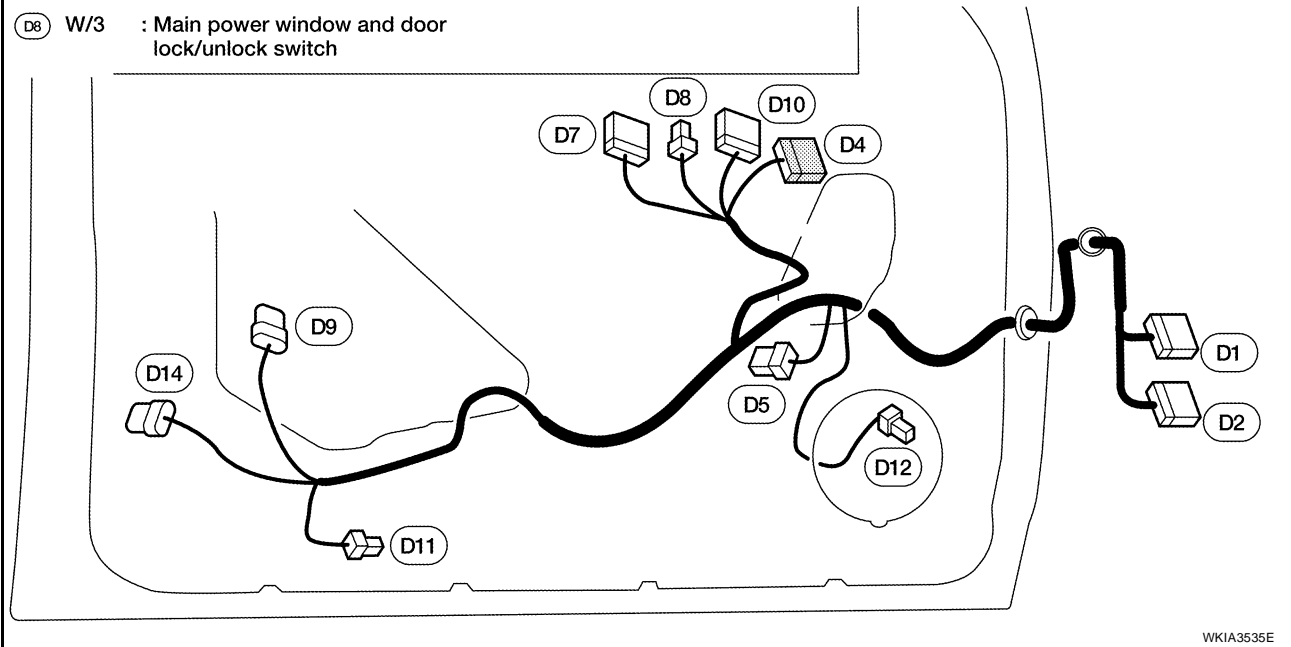 D8 W/3 : Main power window and door
lock/unlock switch
D8
D10
D7
D4
D9
D1
D14
D5
D2
D12
D11
WKIA3535E